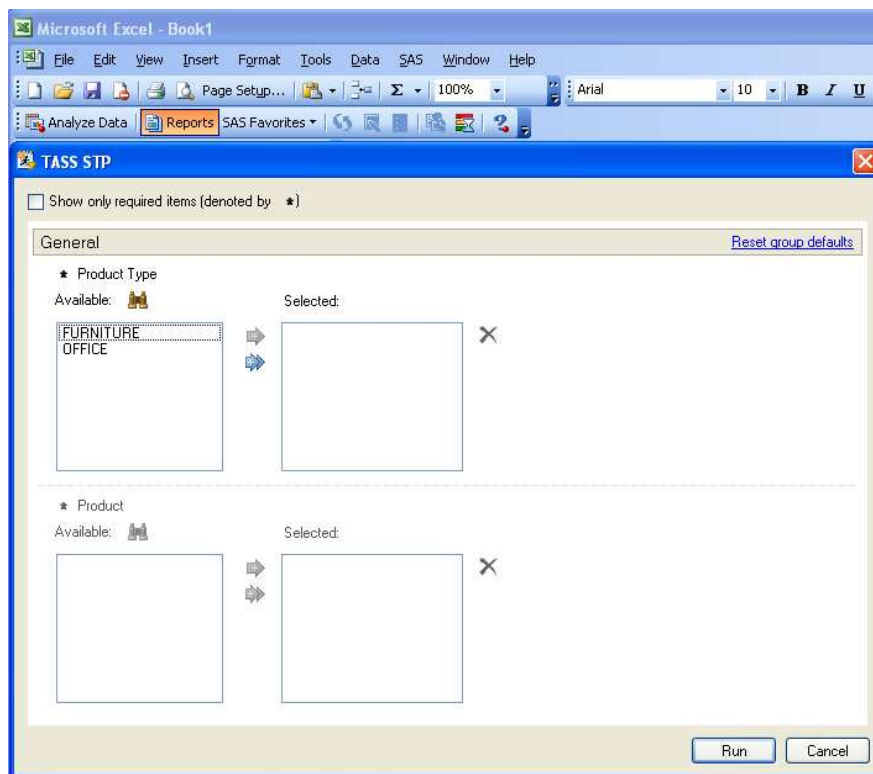 Microsoft Excel - Book1
File Edit View Insert Format Tools Data SAS Window Help
Page Setup... Σ 100% Arial 10 B I U
Analyze Data Reports SAS Favorites
TASS STP
Show only required items (denoted by *)
General Reset group defaults
* Product Type
Available: Selected:
FURNITURE
OFFICE
* Product
Available: Selected:
Run Cancel